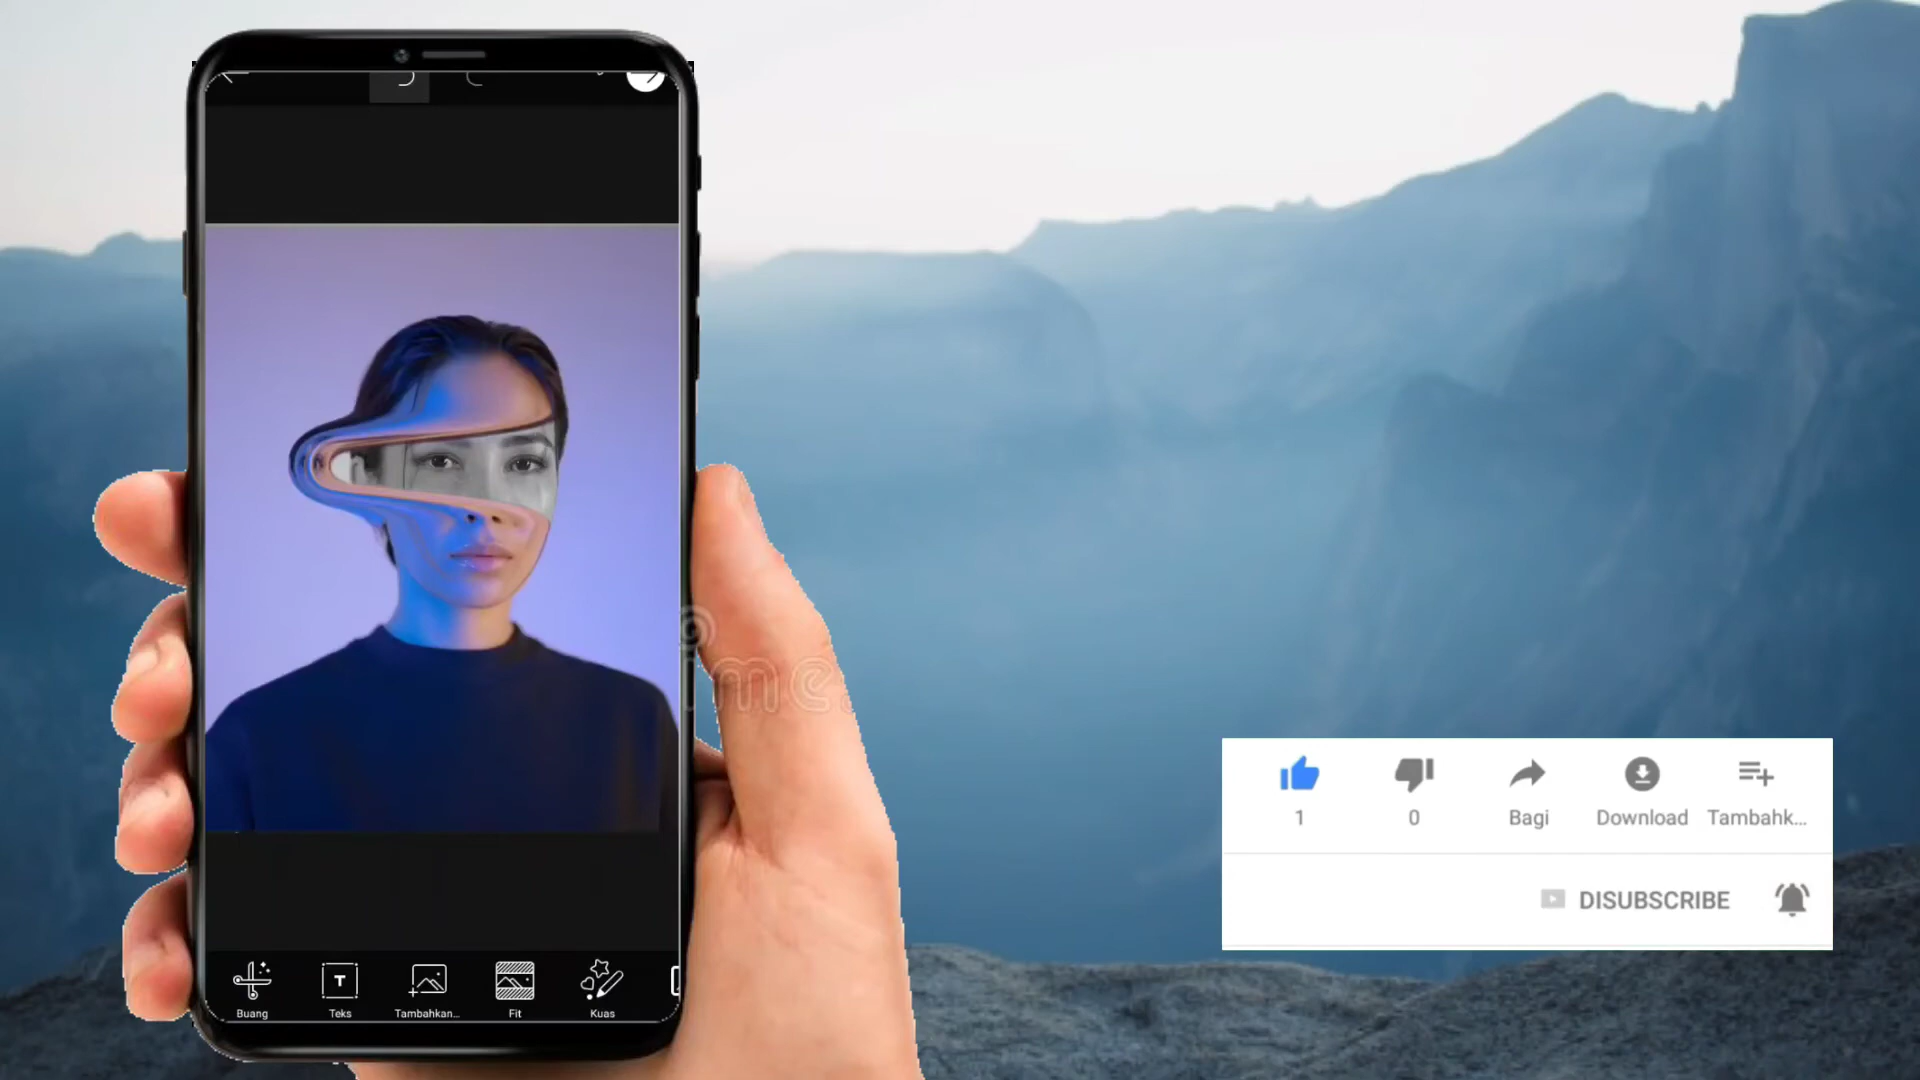 Buang Teks Tambahkan... Fit Kuas
1 0 Bagi Download Tambahk...
DISUBSCRIBE